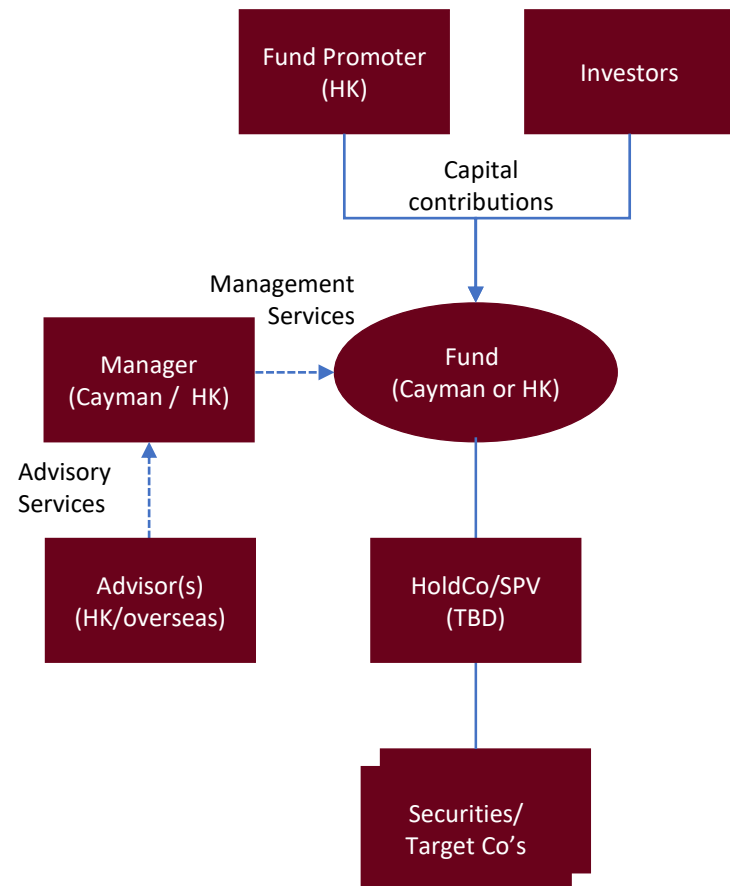 Fund Promoter
(HK)
Investors
Capital
contributions
Management
Services
Manager
(Cayman /  HK)
Fund
(Cayman or HK)
Advisory
Services
Advisor(s)
(HK/overseas)
HoldCo/SPV
(TBD)
Securities/
Target Co’s